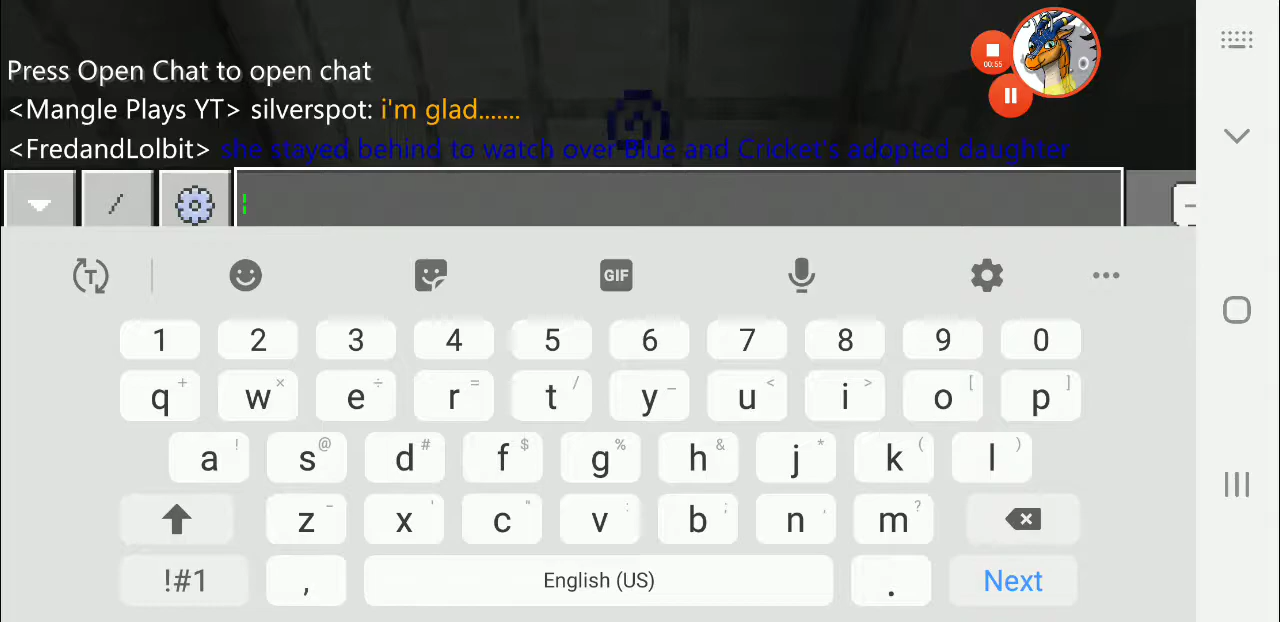 Press Open Chat to open chat
<Mangle Plays YT> silverspot: i'm glad.......
<FredandLolbit> she stayed behind to watch over Blue and Cricket's adopted daughter
00:55
/
T
GIF
1 2 3 4 5 6 7 8 9 0
q + w × e ÷ r = t / y _ u < i > o [ p ]
a ! s @ d # f $ g % h & j * k ( l )
z - x ' c " v : b ; n , m ?
!#1 , English (US) . Next